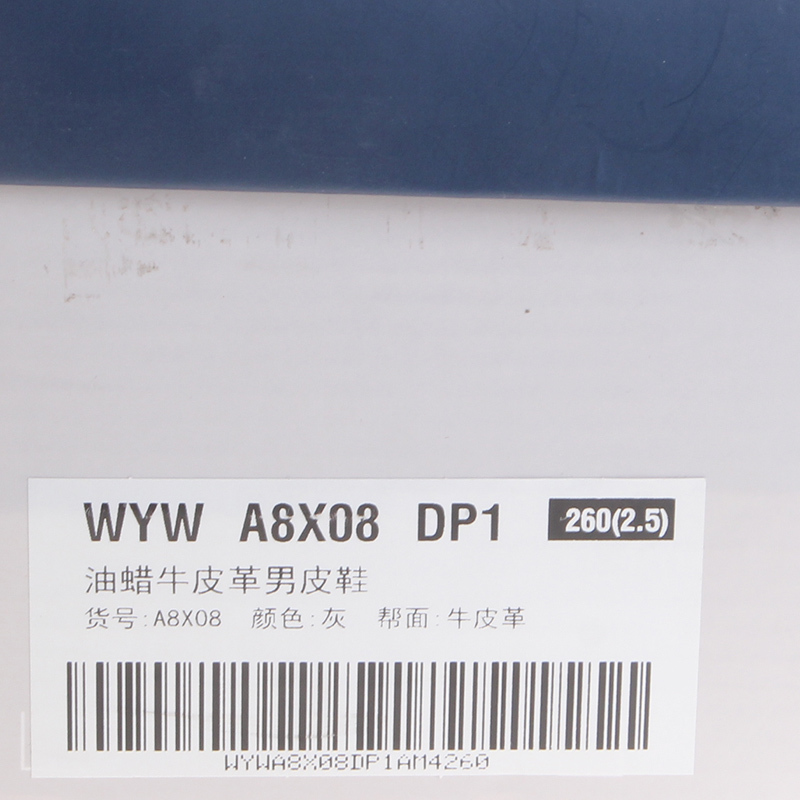 WYW A8X08 DP1 260(2.5)
油蜡牛皮革男皮鞋
货号:A8X08 颜色:灰 帮面:牛皮革
WYWA8X08DP1AM4260